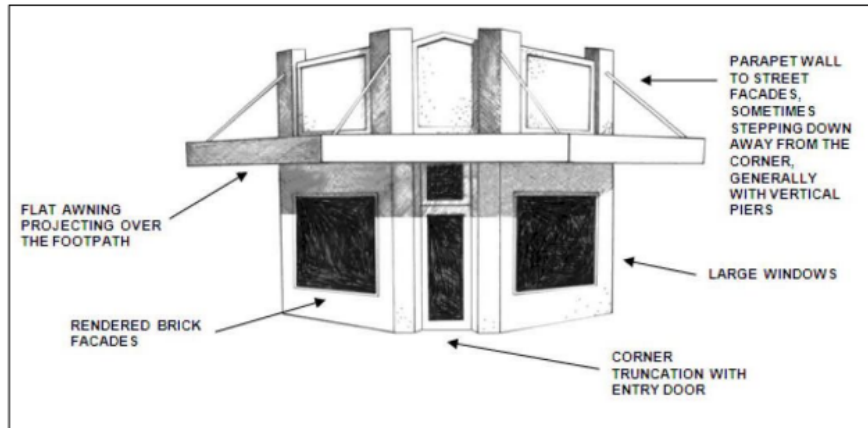 PARAPET WALL
TO STREET
FACADES,
SOMETIMES
STEPPING DOWN
AWAY FROM THE
CORNER,
GENERALLY
WITH VERTICAL
PIERS
FLAT AWNING
PROJECTING OVER
THE FOOTPATH
LARGE WINDOWS
RENDERED BRICK
FACADES
CORNER
TRUNCATION WITH
ENTRY DOOR